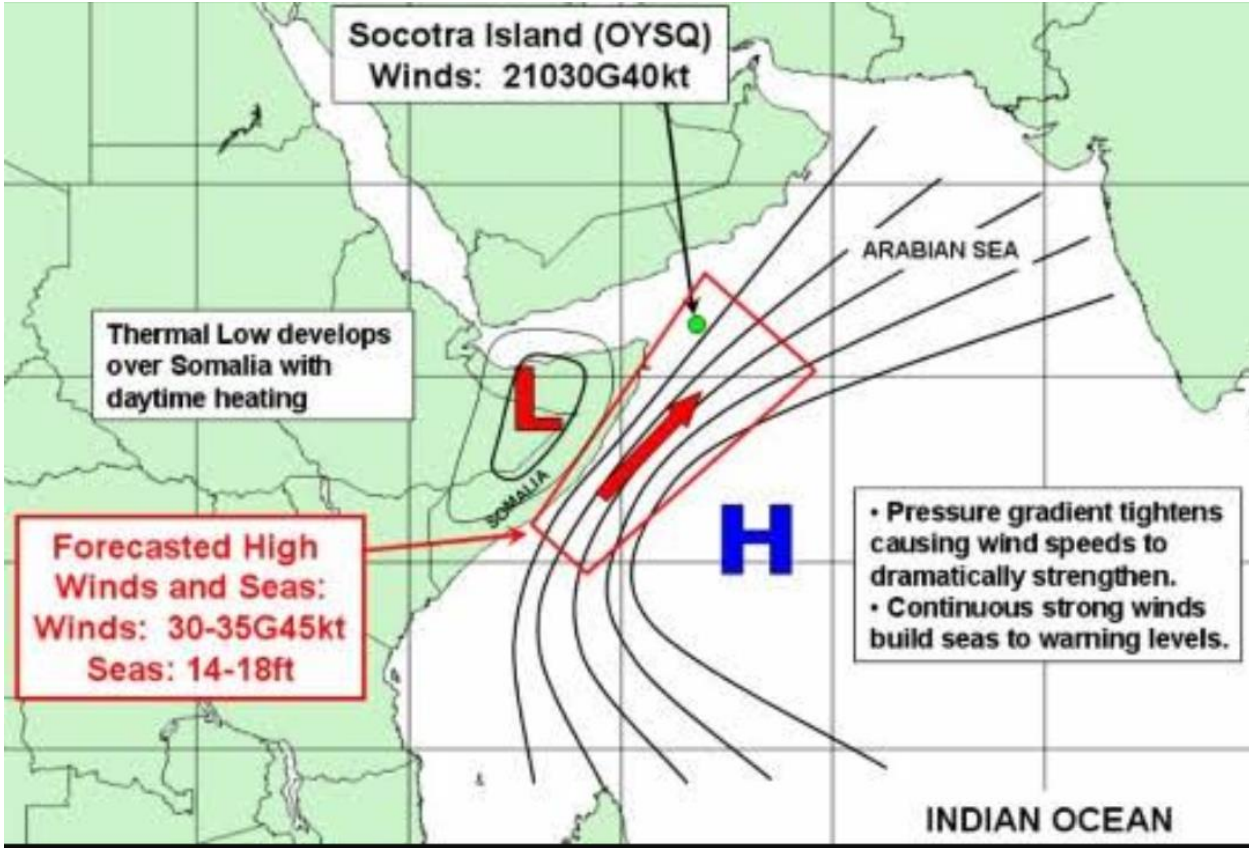 Socotra Island (OYSQ)
Winds: 21030G40kt
ARABIAN SEA
Thermal Low develops
over Somalia with
daytime heating
L
SOMALIA
H
Forecasted High
Winds and Seas:
Winds: 30-35G45kt
Seas: 14-18ft
• Pressure gradient tightens
causing wind speeds to
dramatically strengthen.
• Continuous strong winds
build seas to warning levels.
INDIAN OCEAN